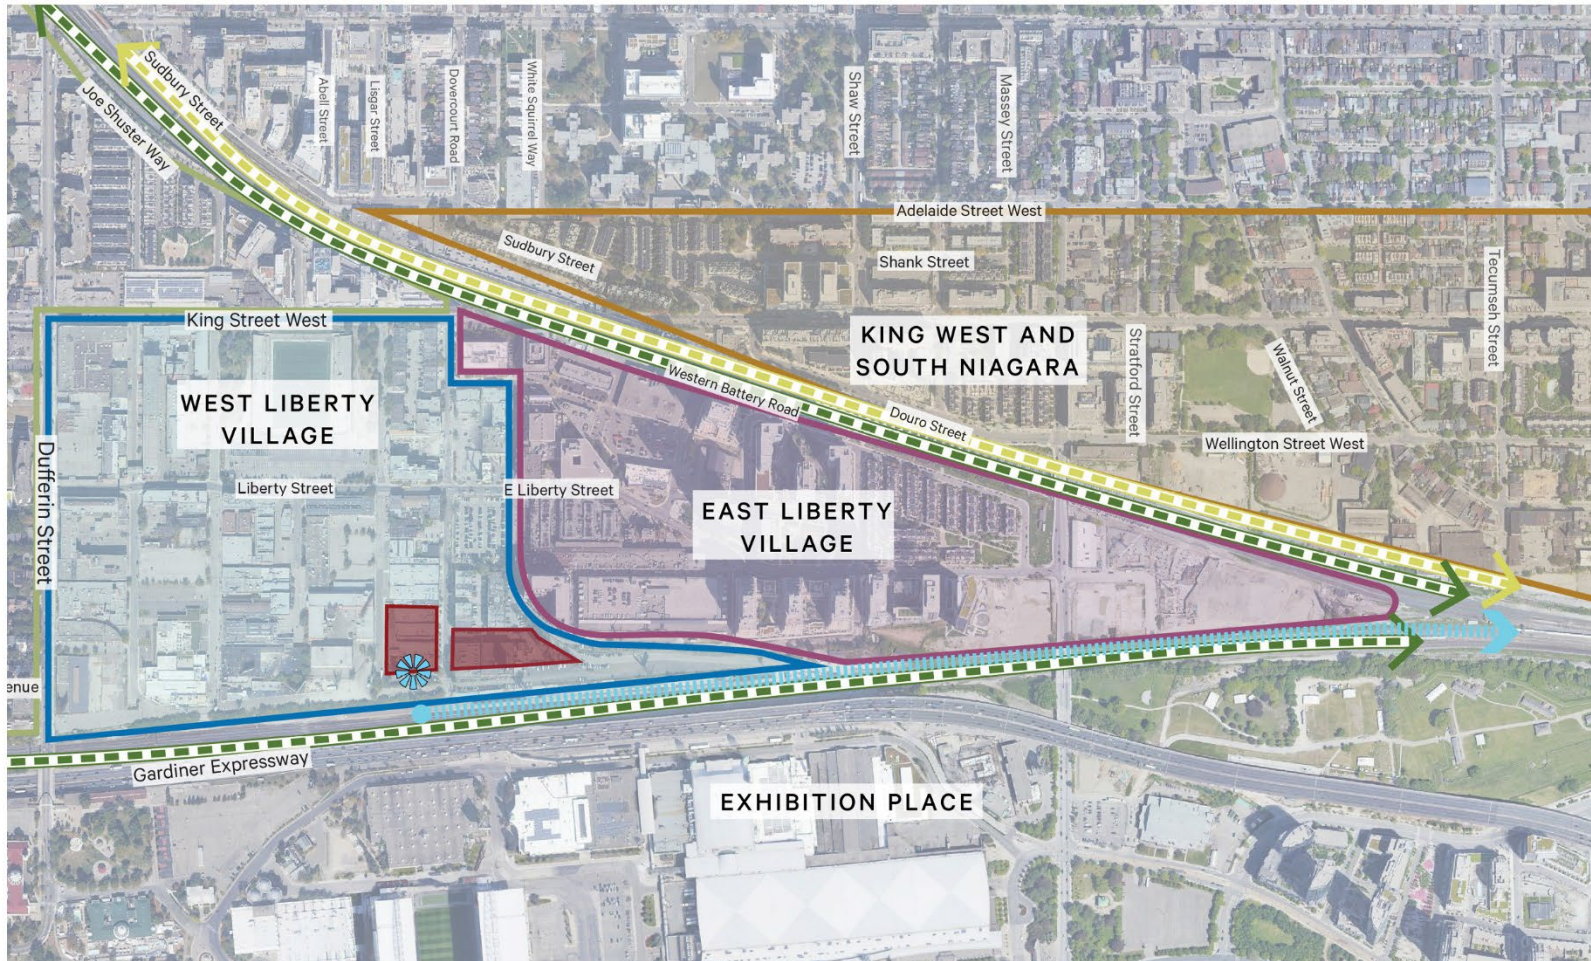 Sudbury Street
Joe Shuster Way
Abell Street
Lisgar Street
Dovercourt Road
White Squirrel Way
Shaw Street
Massey Street
Adelaide Street West
Sudbury Street
Shank Street
Tecumseh Street
King Street West
KING WEST AND
SOUTH NIAGARA
Stratford Street
Walnut Street
Western Battery Road
WEST LIBERTY
VILLAGE
Douro Street
Wellington Street West
Dufferin Street
Liberty Street
E Liberty Street
EAST LIBERTY
VILLAGE
enue
Gardiner Expressway
EXHIBITION PLACE